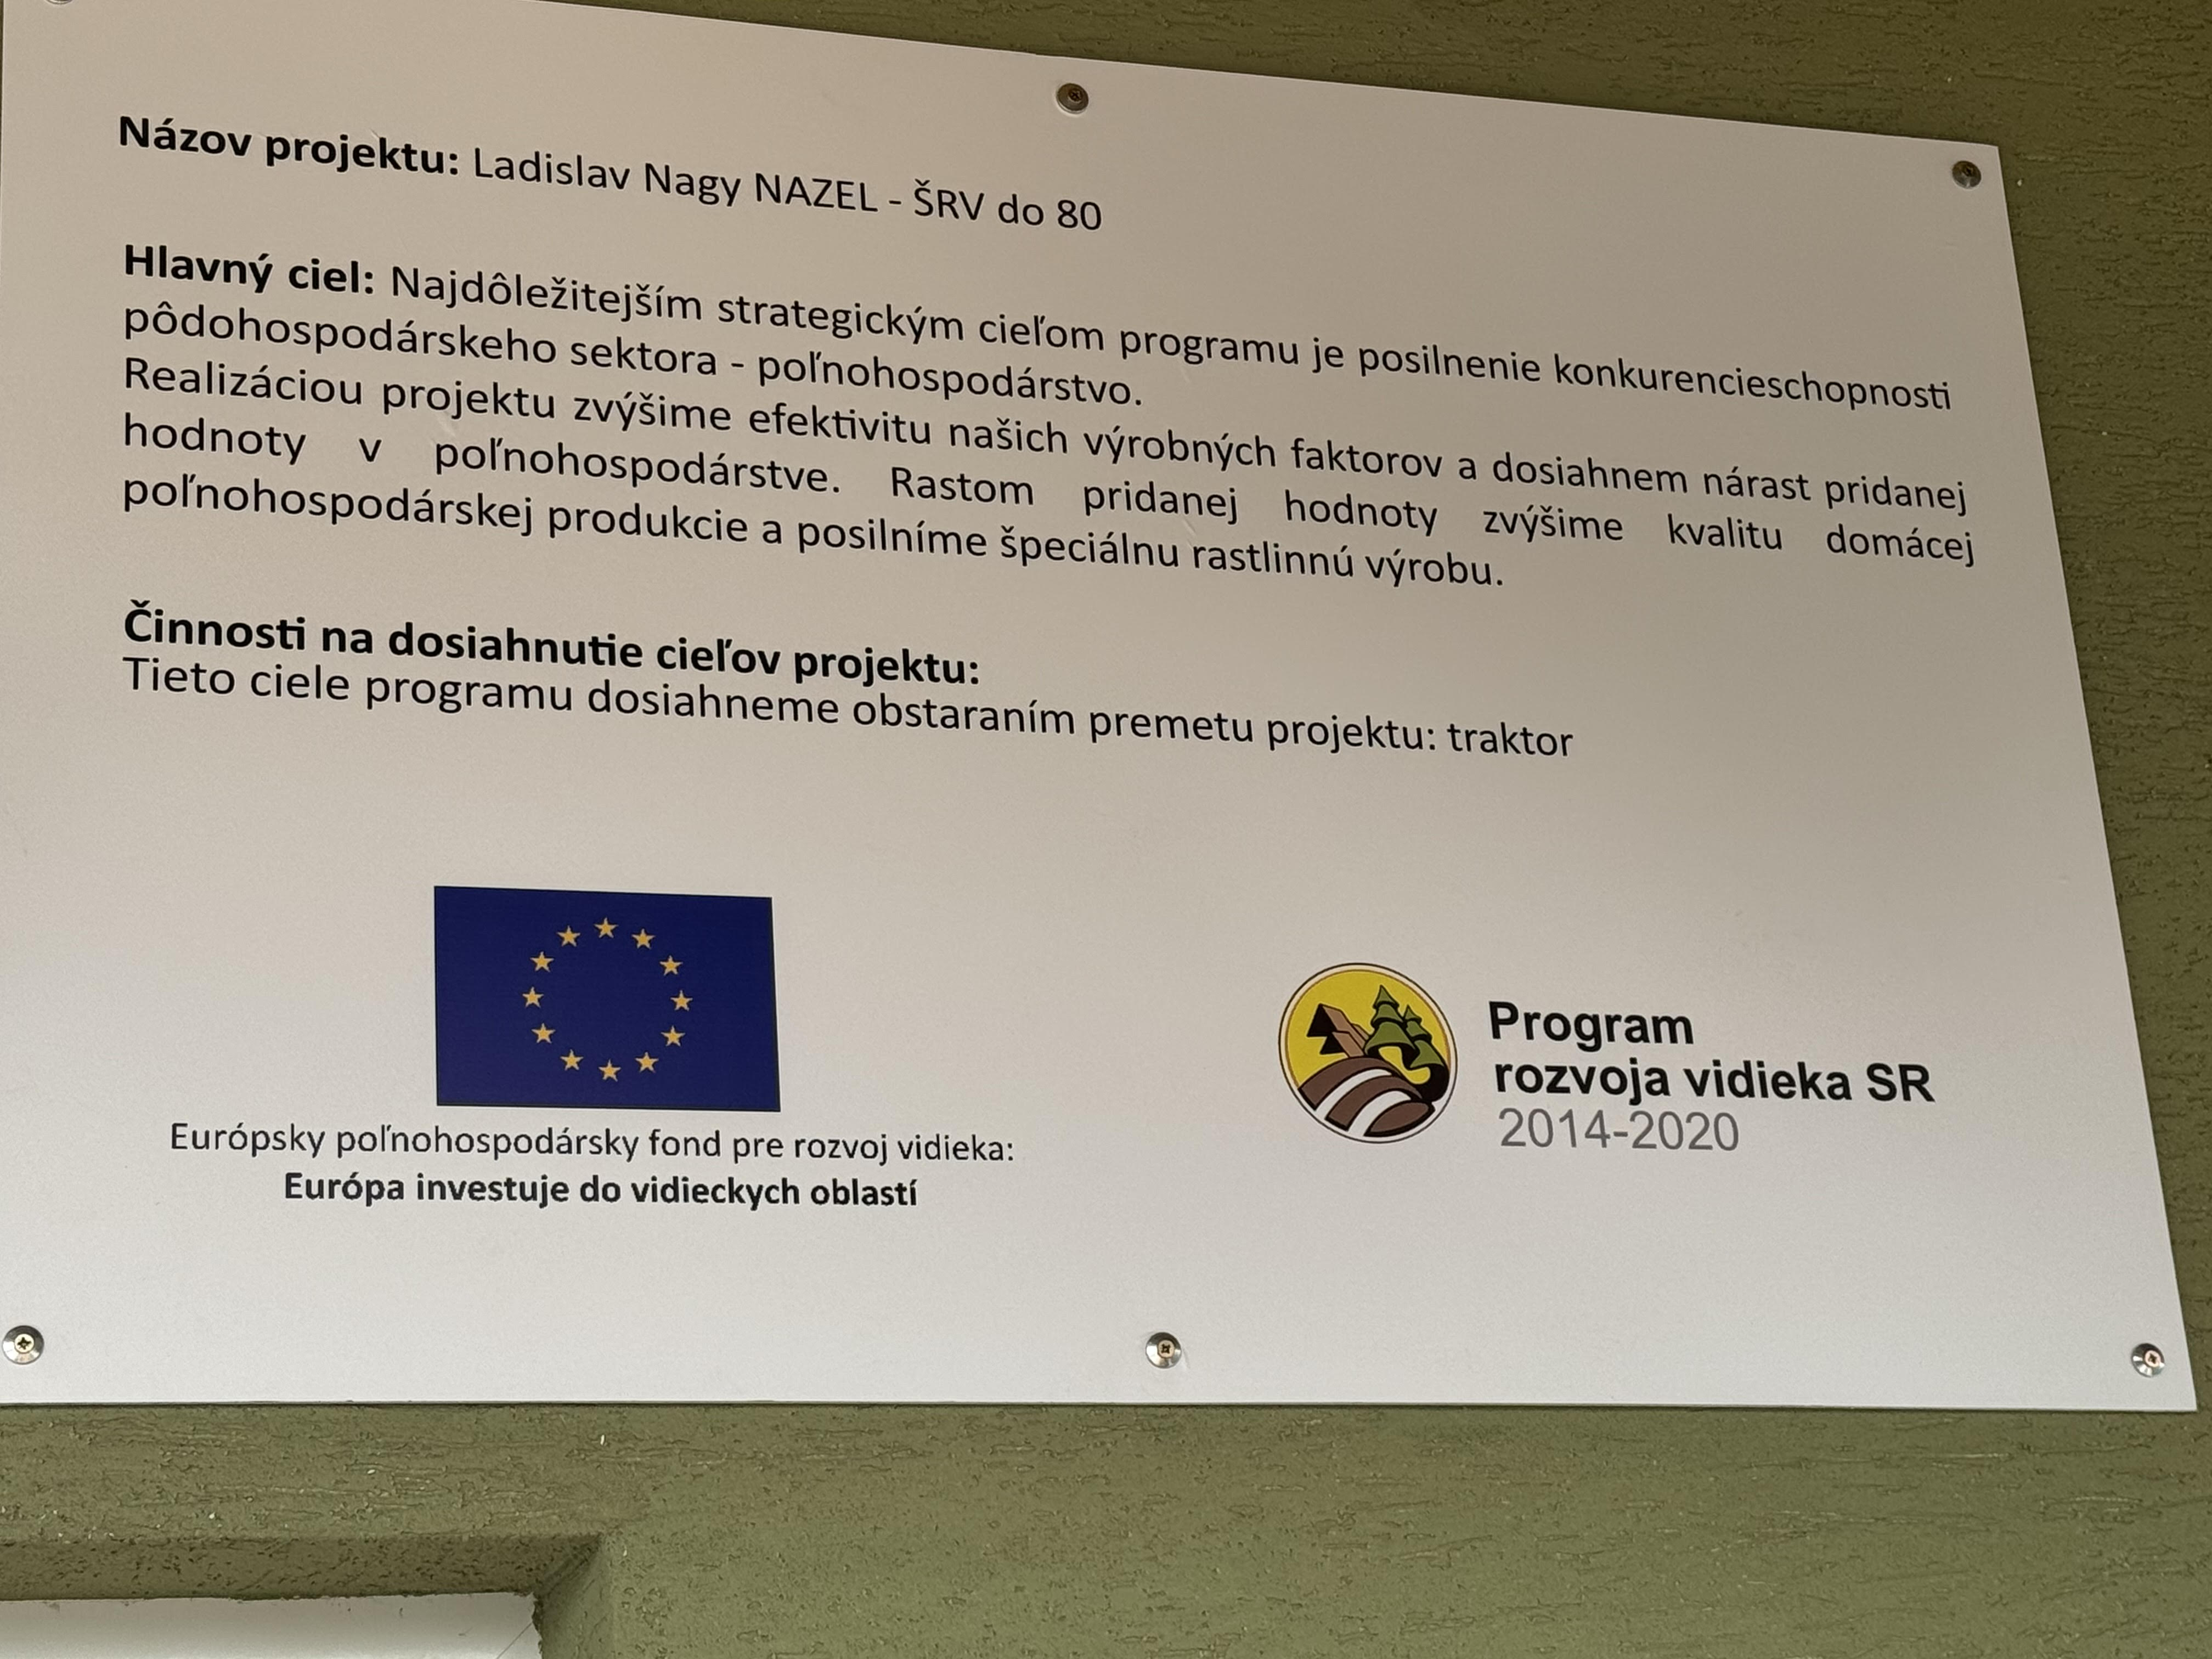 Názov projektu: Ladislav Nagy NAZEL - ŠRV do 80
Hlavný ciel: Najdôležitejším strategickým cieľom programu je posilnenie konkurencieschopnosti
pôdohospodárskeho sektora - poľnohospodárstvo.
Realizáciou projektu zvýšime efektivitu našich výrobných faktorov a dosiahnem nárast pridanej
hodnoty v poľnohospodárstve. Rastom pridanej hodnoty zvýšime kvalitu domácej
poľnohospodárskej produkcie a posilníme špeciálnu rastlinnú výrobu.
Činnosti na dosiahnutie cieľov projektu:
Tieto ciele programu dosiahneme obstaraním premetu projektu: traktor
Európsky poľnohospodársky fond pre rozvoj vidieka:
Európa investuje do vidieckych oblastí
Program
rozvoja vidieka SR
2014-2020